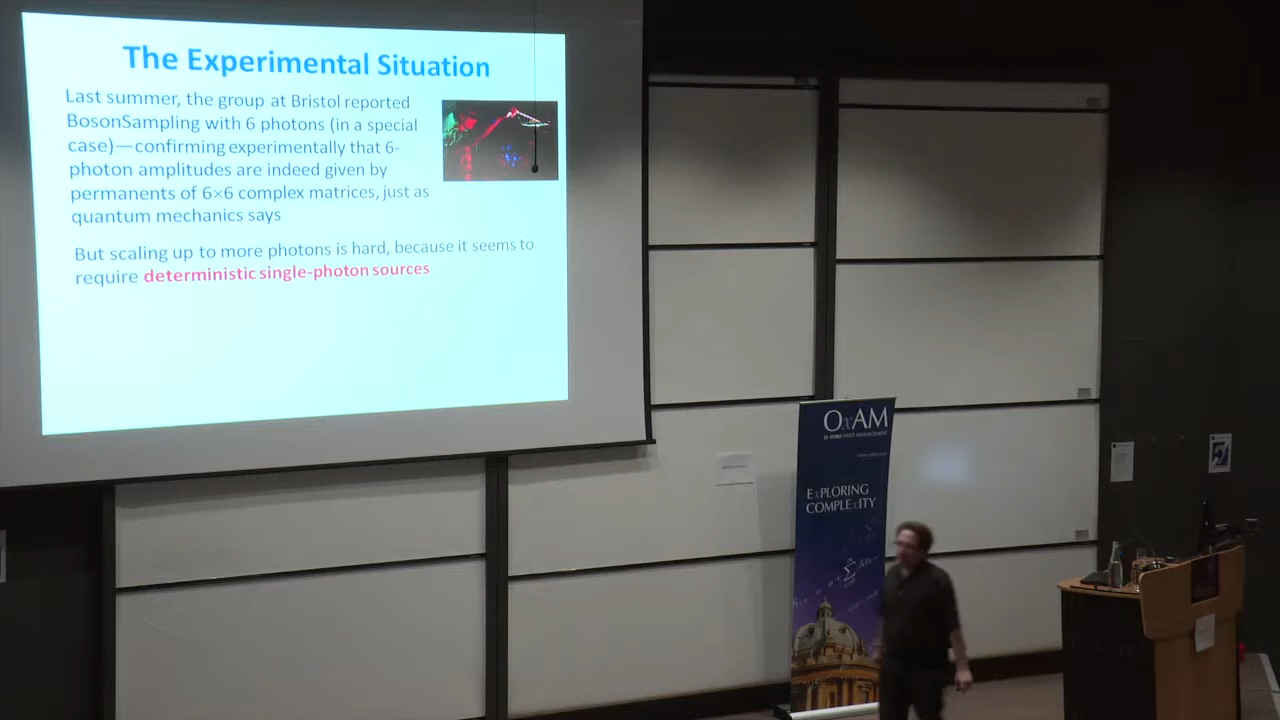 The Experimental Situation
Last summer, the group at Bristol reported
BosonSampling with 6 photons (in a special
case)—confirming experimentally that 6-
photon amplitudes are indeed given by
permanents of 6×6 complex matrices, just as
quantum mechanics says
But scaling up to more photons is hard, because it seems to
require deterministic single-photon sources
OxAM
EXPLORING
COMPLEXITY